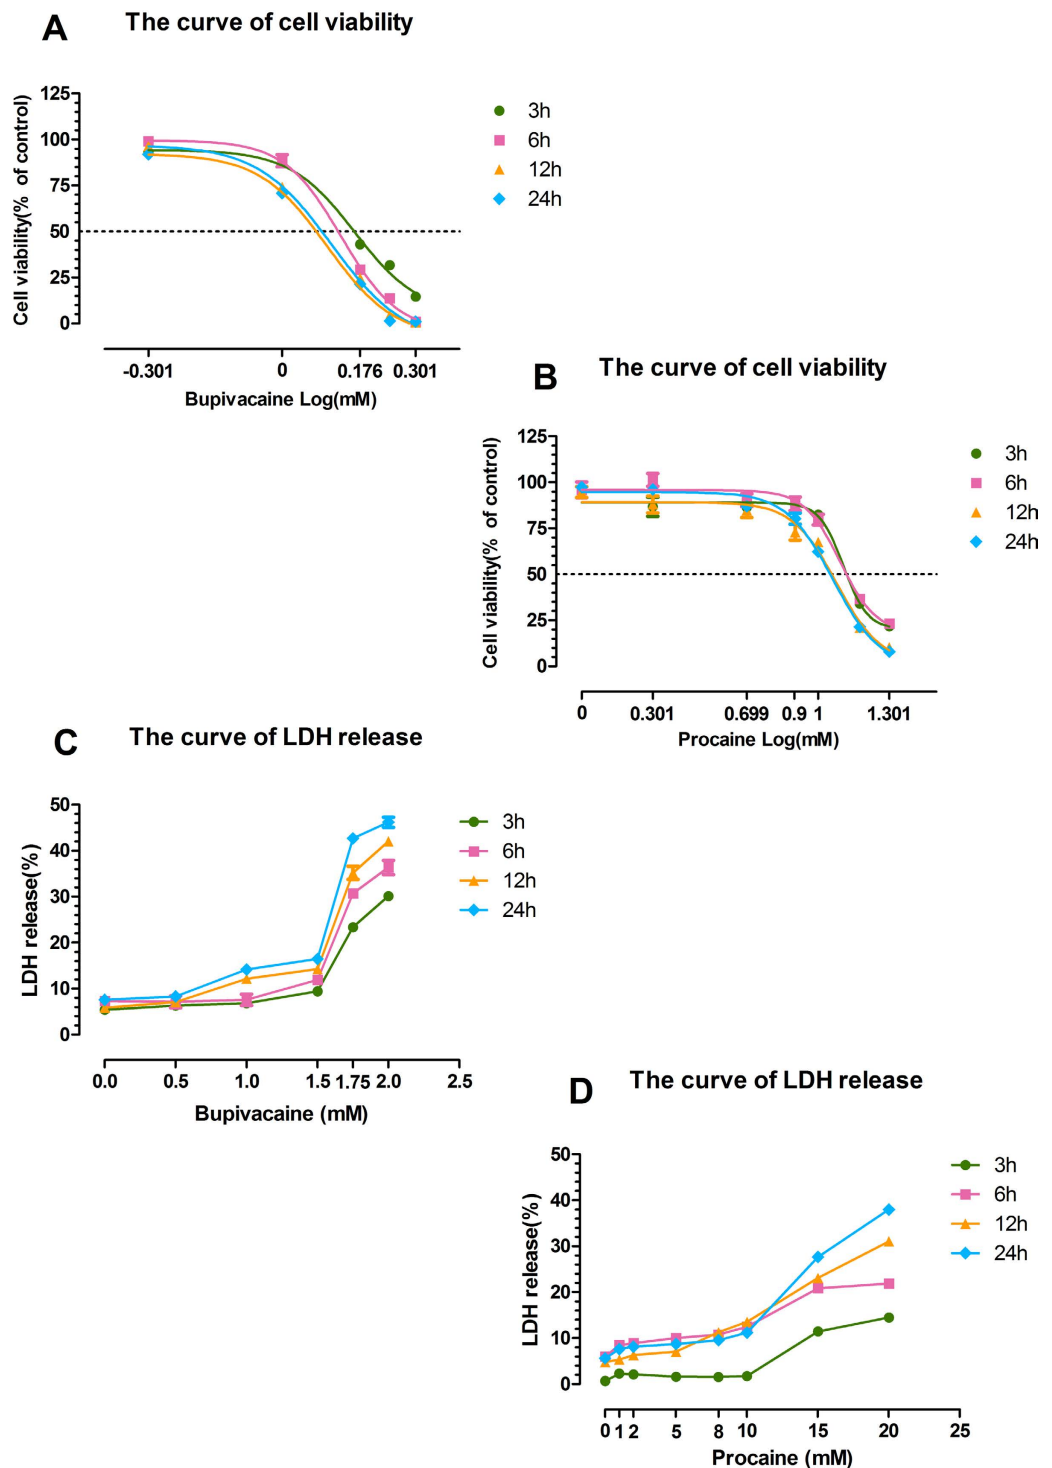 A
The curve of cell viability
125
100
75
50
25
0
Cell viability(% of control)
-0.301 0 0.176 0.301
Bupivacaine Log(mM)
3h
6h
12h
24h
B
The curve of cell viability
125
100
75
50
25
0
Cell viability(% of control)
0 0.301 0.699 0.9 1 1.301
Procaine Log(mM)
3h
6h
12h
24h
C
The curve of LDH release
50
40
30
20
10
0
LDH release(%)
0.0 0.5 1.0 1.5 1.75 2.0 2.5
Bupivacaine (mM)
3h
6h
12h
24h
D
The curve of LDH release
50
40
30
20
10
0
LDH release(%)
0 1 2 5 8 10 15 20 25
Procaine (mM)
3h
6h
12h
24h